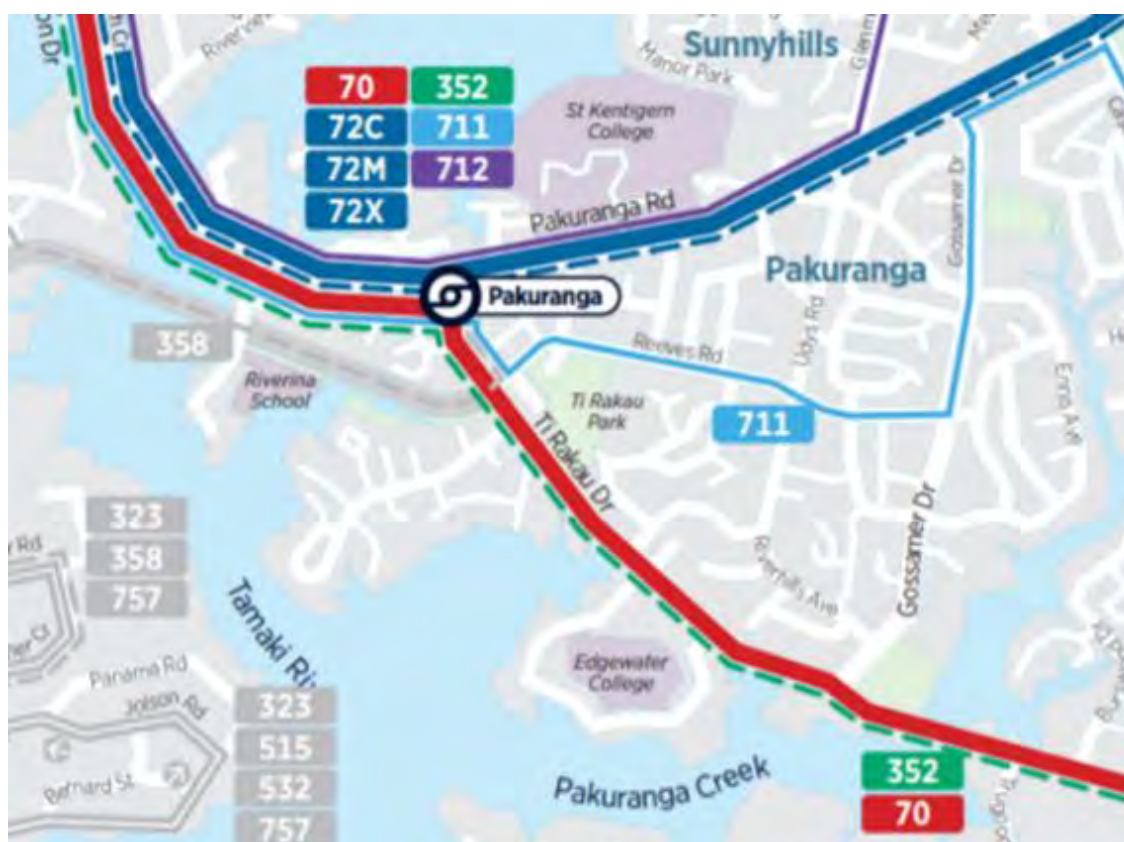 Sunnyhills
Manor Park
St Kentigern
College
70 352
72C 711
72M 712
72X
Pakuranga Rd
Gossamer Dr
Pakuranga
Pakuranga
358
Riverina
School
Reeves Rd
Udys Rd
Ti Rakau
Park
711
Ti Rakau Dr
323
358
757
Gossamer Dr
Riverhills Ave
Tamaki
Edgewater
College
Panama Rd
Jolson Rd
323
515
532
757
Bernard St
Pakuranga Creek
352
70